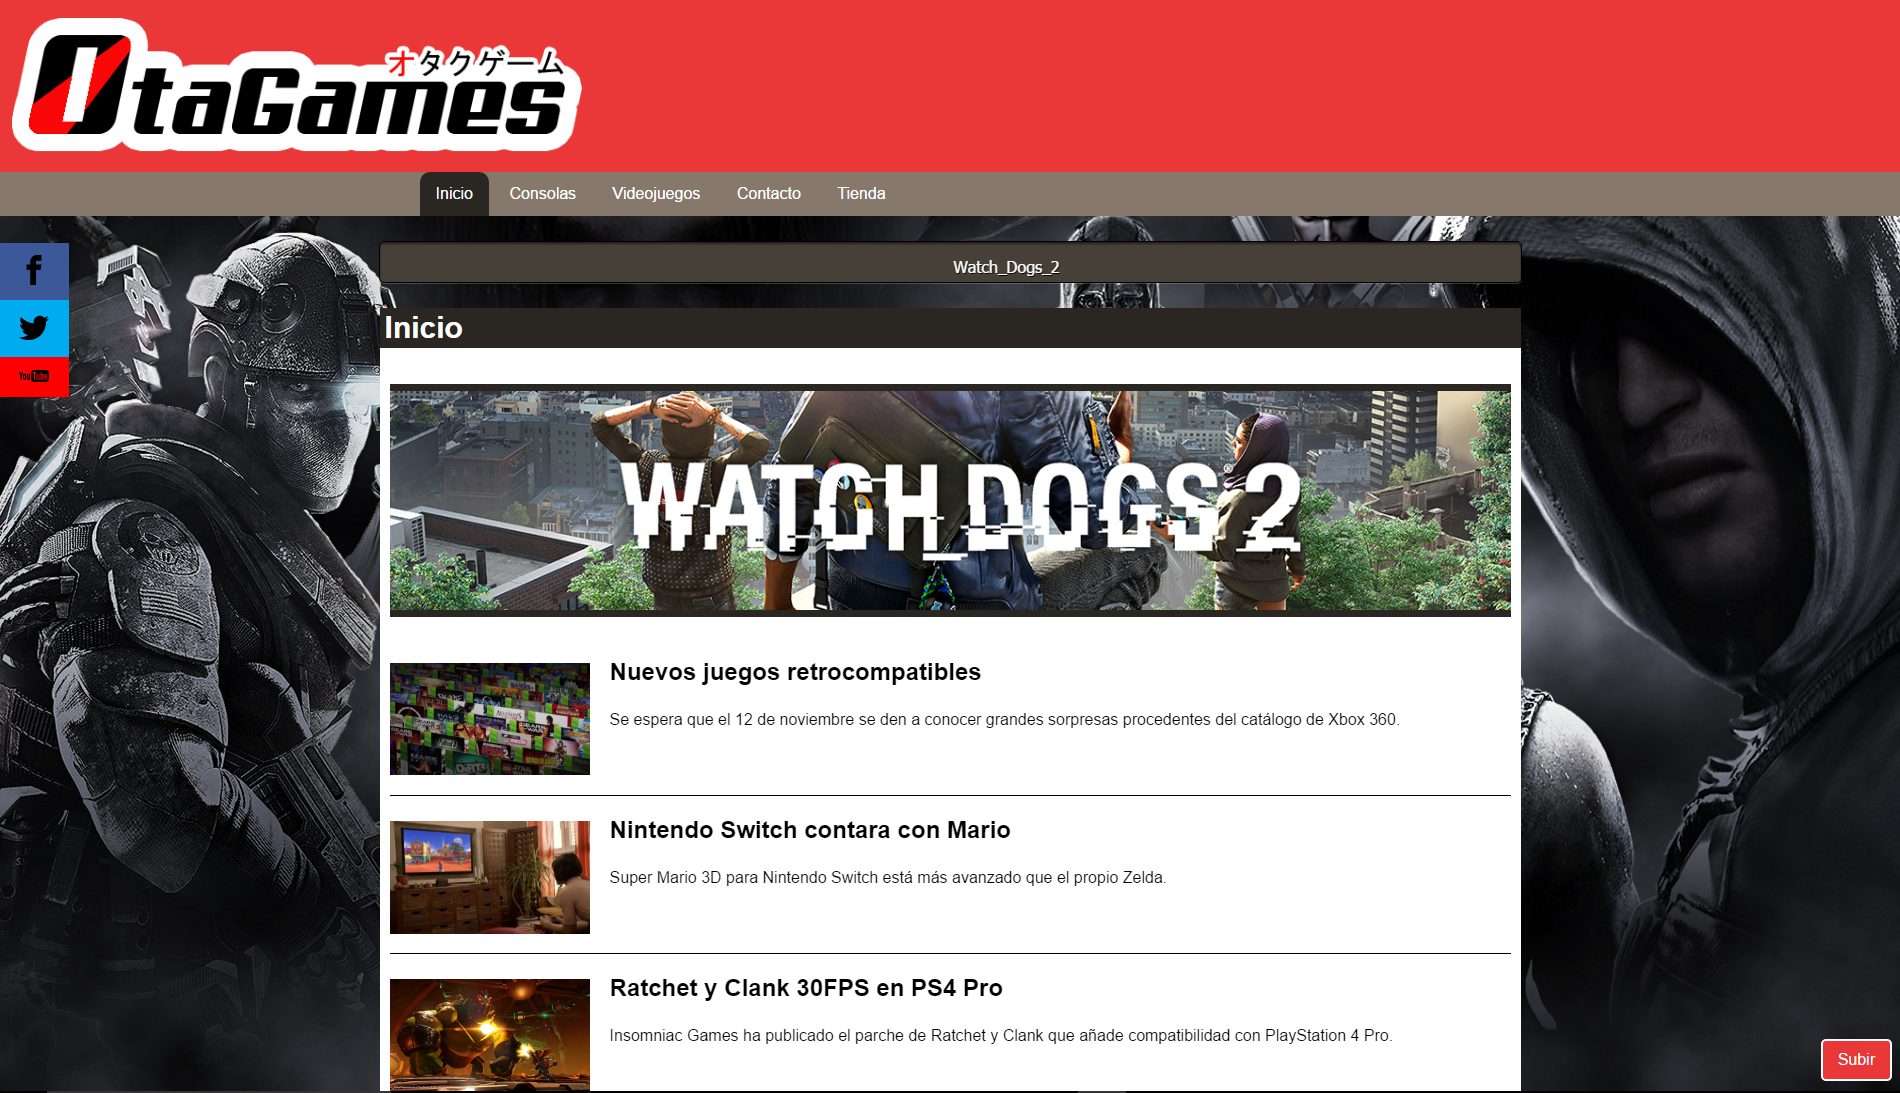 オタクゲーム
OtaGames
Inicio
Consolas
Videojuegos
Contacto
Tienda
Watch_Dogs_2
You Tube
Inicio
WATCH_DOGS® 2
Nuevos juegos retrocompatibles
Se espera que el 12 de noviembre se den a conocer grandes sorpresas procedentes del catálogo de Xbox 360.
Nintendo Switch contara con Mario
Super Mario 3D para Nintendo Switch está más avanzado que el propio Zelda.
Ratchet y Clank 30FPS en PS4 Pro
Insomniac Games ha publicado el parche de Ratchet y Clank que añade compatibilidad con PlayStation 4 Pro.
Subir